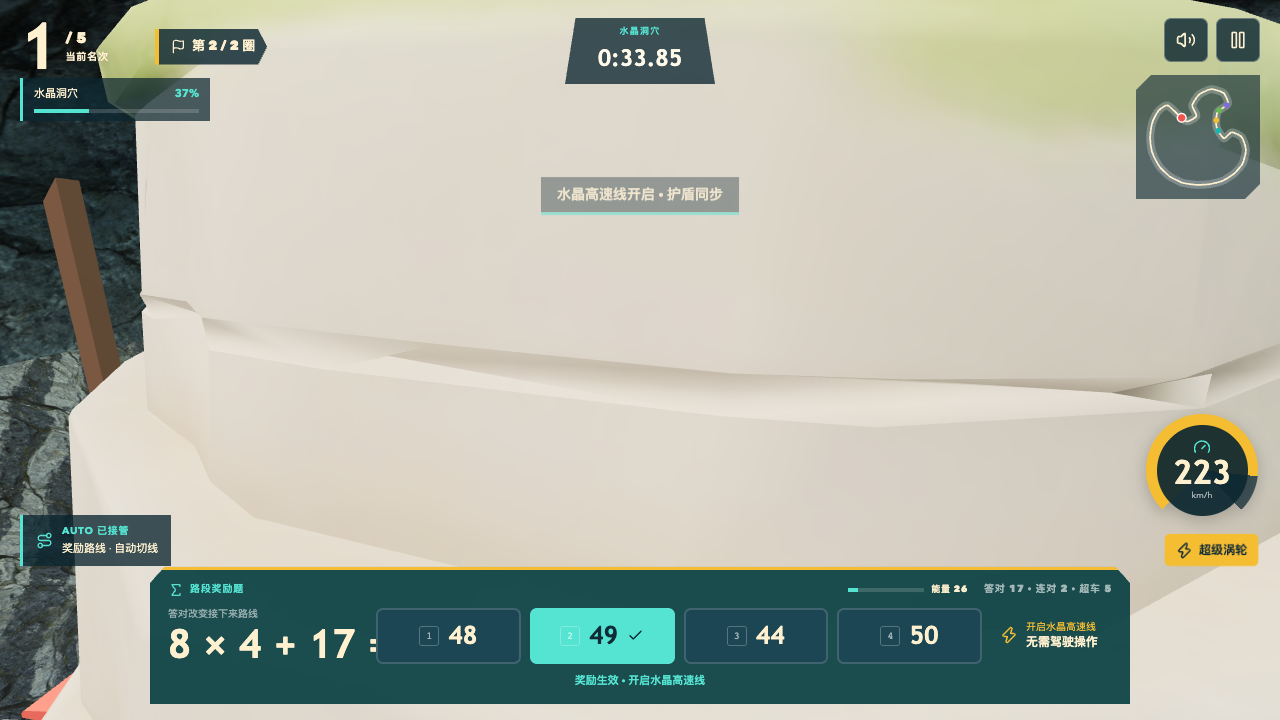 1 / 5
当前名次
第 2 / 2 圈
水晶洞穴
0:33.85
水晶洞穴 37%
水晶高速线开启 • 护盾同步
223
km/h
超级涡轮
AUTO 已接管
奖励路线 · 自动切线
路段奖励题
能量 26
答对 17 • 连对 2 • 超车 5
答对改变接下来路线
8 × 4 + 17 =
1 48
2 49 ✓
3 44
4 50
开启水晶高速线
无需驾驶操作
奖励生效 • 开启水晶高速线